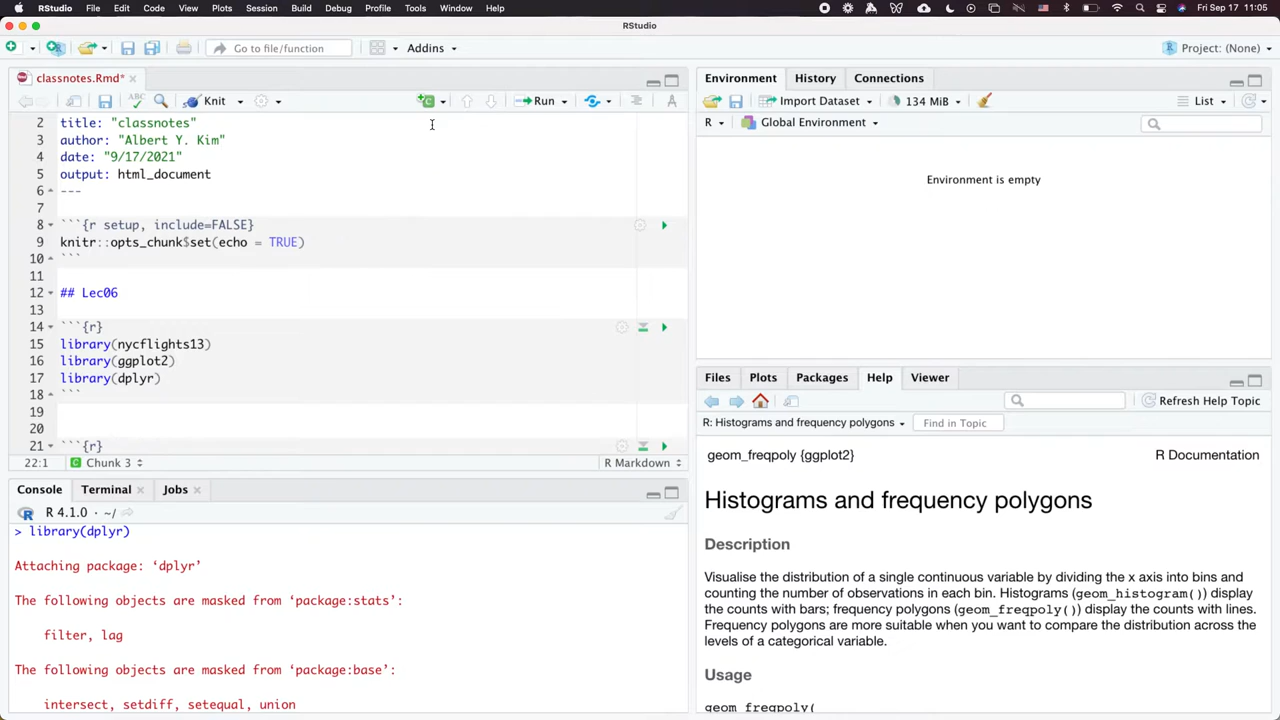 RStudio File Edit Code View Plots Session Build Debug Profile Tools Window Help Fri Sep 17 11:05
RStudio
Go to file/function Addins Project: (None)
classnotes.Rmd*
Knit Run
2 title: "classnotes"
3 author: "Albert Y. Kim"
4 date: "9/17/2021"
5 output: html_document
6 ---
7
8 ```{r setup, include=FALSE}
9 knitr::opts_chunk$set(echo = TRUE)
10 ```
11
12 ## Lec06
13
14 ```{r}
15 library(nycflights13)
16 library(ggplot2)
17 library(dplyr)
18 ```
19
20
21 ```{r}
22:1 Chunk 3 R Markdown
Console Terminal Jobs
R 4.1.0 · ~/
> library(dplyr)
Attaching package: ‘dplyr’
The following objects are masked from ‘package:stats’:
filter, lag
The following objects are masked from ‘package:base’:
intersect, setdiff, setequal, union
Environment History Connections
Import Dataset 134 MiB List
R Global Environment
Environment is empty
Files Plots Packages Help Viewer
Refresh Help Topic
R: Histograms and frequency polygons Find in Topic
geom_freqpoly {ggplot2} R Documentation
Histograms and frequency polygons
Description
Visualise the distribution of a single continuous variable by dividing the x axis into bins and
counting the number of observations in each bin. Histograms (geom_histogram()) display
the counts with bars; frequency polygons (geom_freqpoly()) display the counts with lines.
Frequency polygons are more suitable when you want to compare the distribution across the
levels of a categorical variable.
Usage
geom_freqpoly(